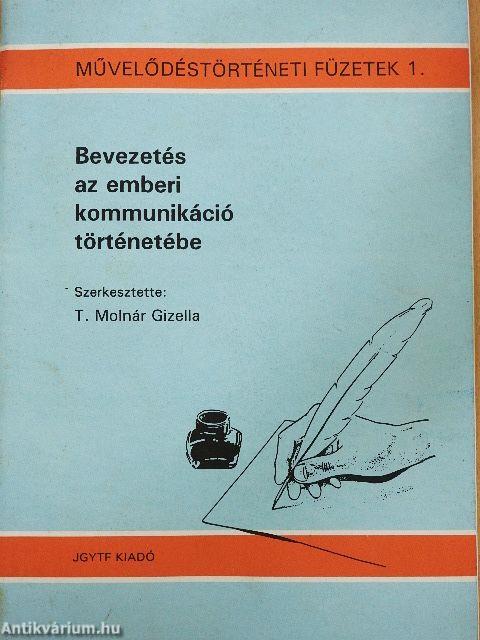 MŰVELŐDÉSTÖRTÉNETI FÜZETEK 1.
Bevezetés
az emberi
kommunikáció
történetébe
Szerkesztette:
T. Molnár Gizella
JGYTF KIADÓ
Antikvárium.hu